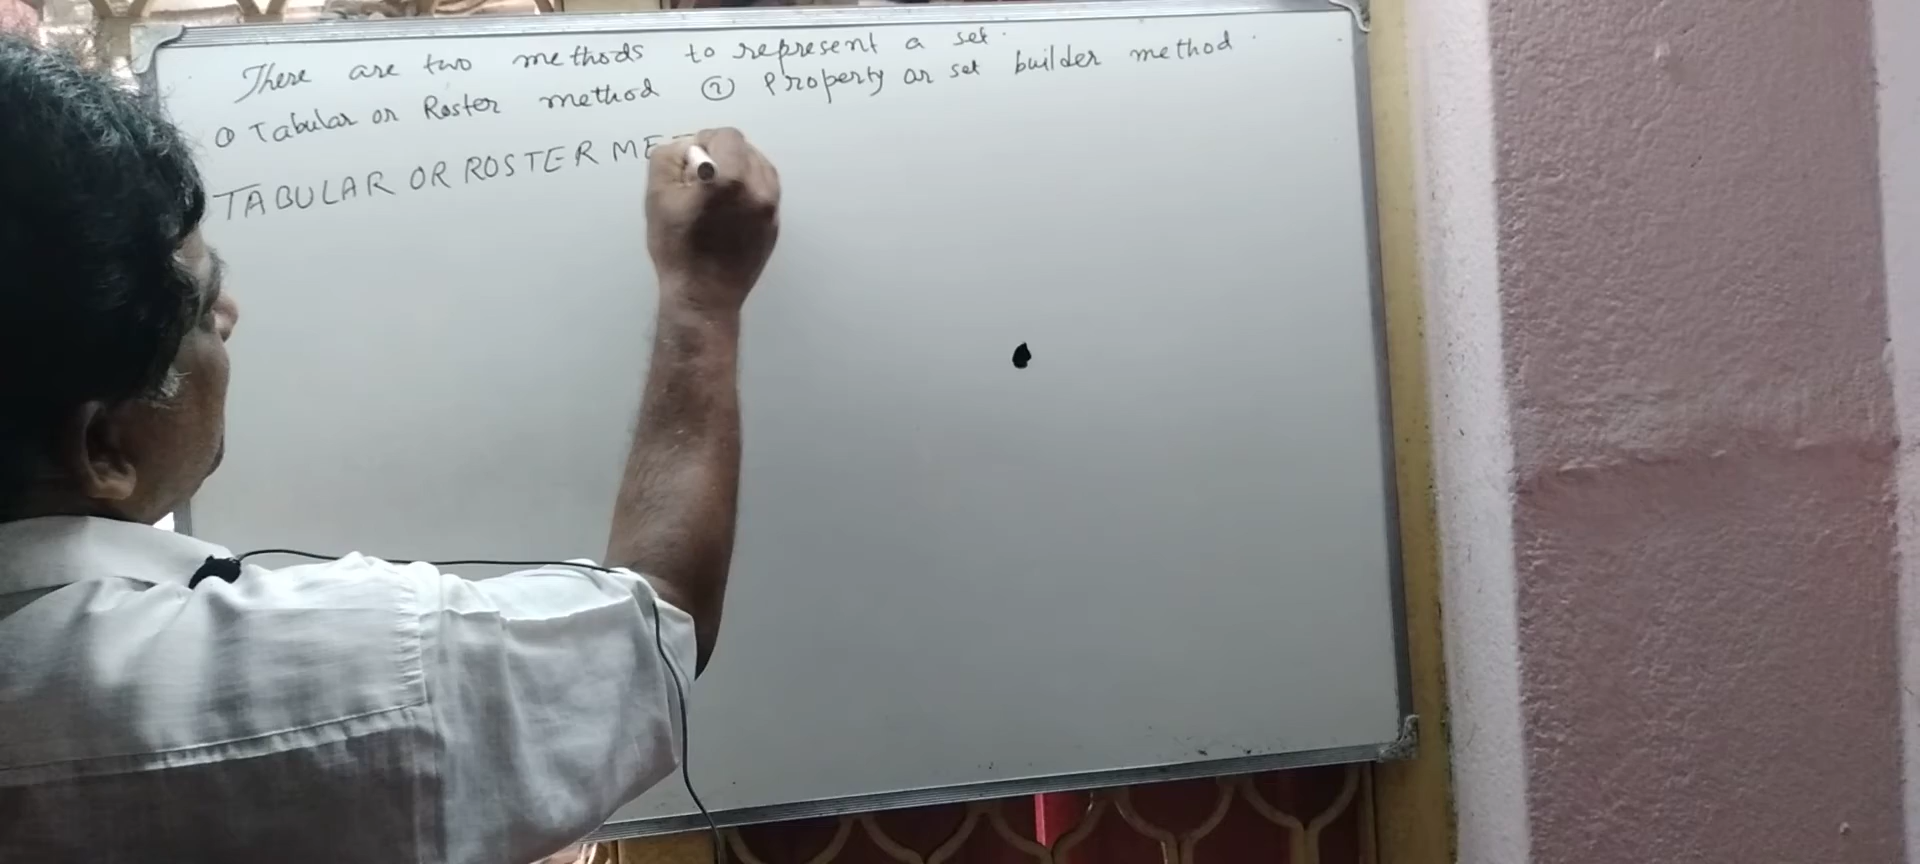 There are two methods to represent a set.
① Tabular or Roster method ② Property or set builder method.
TABULAR OR ROSTER MET